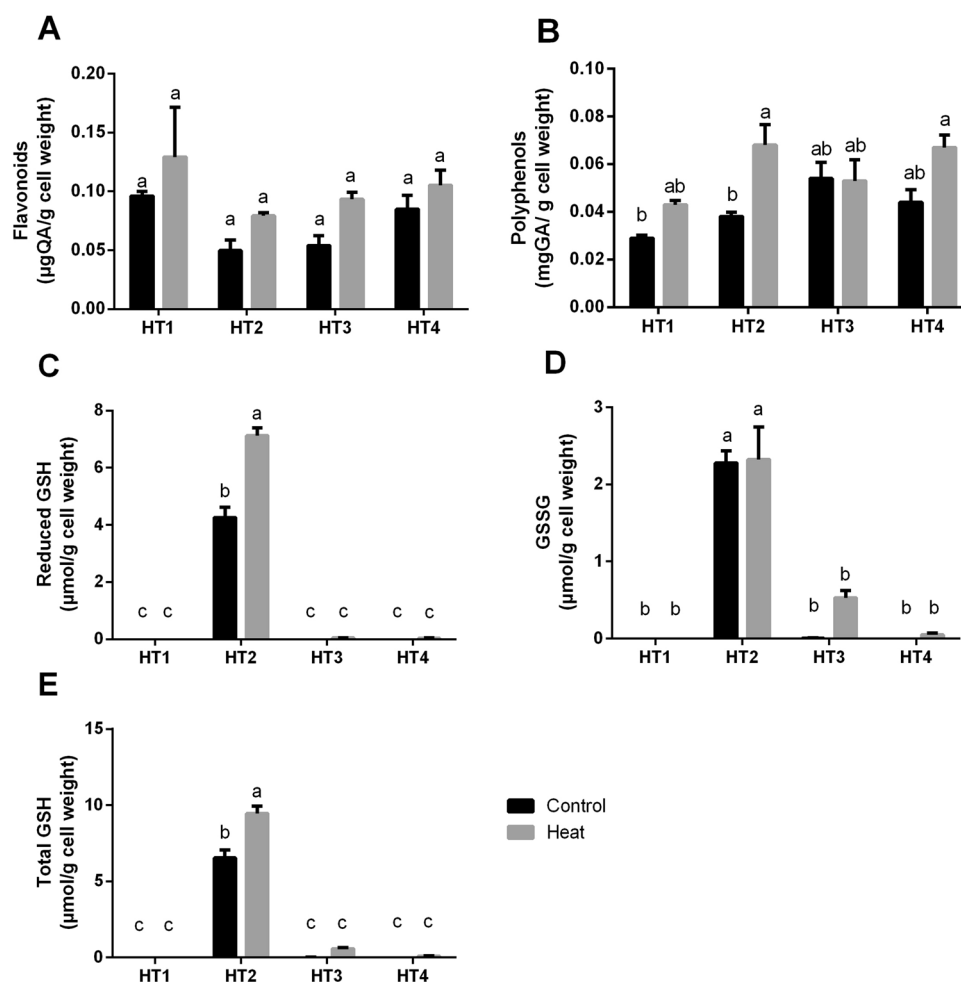 A
Flavonoids
(µgQA/g cell weight)
0.20
0.15
0.10
0.05
0.00
a
a
a
a
a
a
a
a
HT1
HT2
HT3
HT4
B
Polyphenols
(mgGA/ g cell weight)
0.10
0.08
0.06
0.04
0.02
0.00
b
ab
b
a
ab
ab
ab
a
HT1
HT2
HT3
HT4
C
Reduced GSH
(µmol/g cell weight)
8
6
4
2
0
c
c
b
a
c
c
c
c
HT1
HT2
HT3
HT4
D
GSSG
(µmol/g cell weight)
3
2
1
0
b
b
a
a
b
b
b
b
HT1
HT2
HT3
HT4
E
Total GSH
(µmol/g cell weight)
15
10
5
0
c
c
b
a
c
c
c
c
HT1
HT2
HT3
HT4
Control
Heat